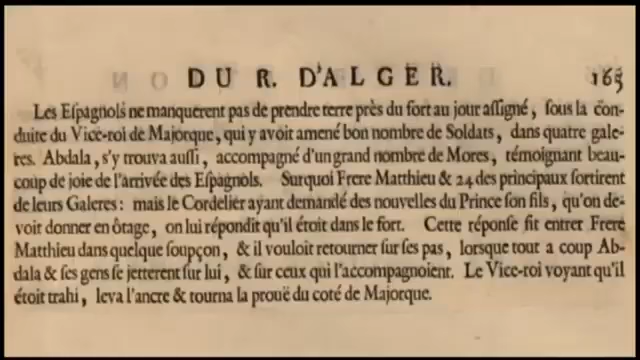 DU R. D'ALGER. 165
Les Eſpagnols ne manquerent pas de prendre terre près du fort au jour aſſigné, ſous la con-
duite du Vice-roi de Majorque, qui y avoit amené bon nombre de Soldats, dans quatre gale-
res. Abdala, s'y trouva auſſi, accompagné d'un grand nombre de Mores, témoignant beau-
coup de joie de l'arrivée des Eſpagnols. Surquoi Frere Matthieu & 24 des principaux ſortirent
de leurs Galeres: mais le Cordelier ayant demandé des nouvelles du Prince ſon fils, qu'on de-
voit donner en ôtage, on lui répondit qu'il étoit dans le fort. Cette réponſe fit entrer Frere
Matthieu dans quelque ſoupçon, & il vouloit retourner ſur ſes pas, lorsque tout a coup Ab-
dala & ſes gens ſe jetterent ſur lui, & ſur ceux qui l'accompagnoient. Le Vice-roi voyant qu'il
étoit trahi, leva l'ancre & tourna la prouë du coté de Majorque.